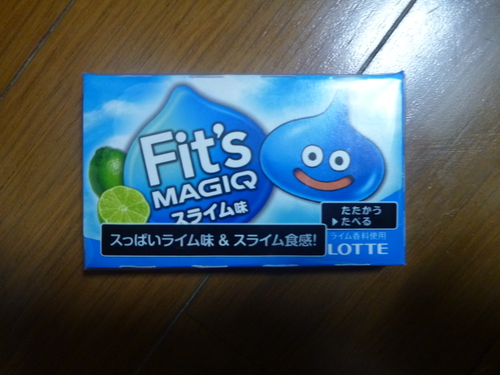 Fit's
MAGIQ
スライム味
たたかう
▶たべる
スっぱいライム味 & スライム食感!
ライム香料使用
LOTTE